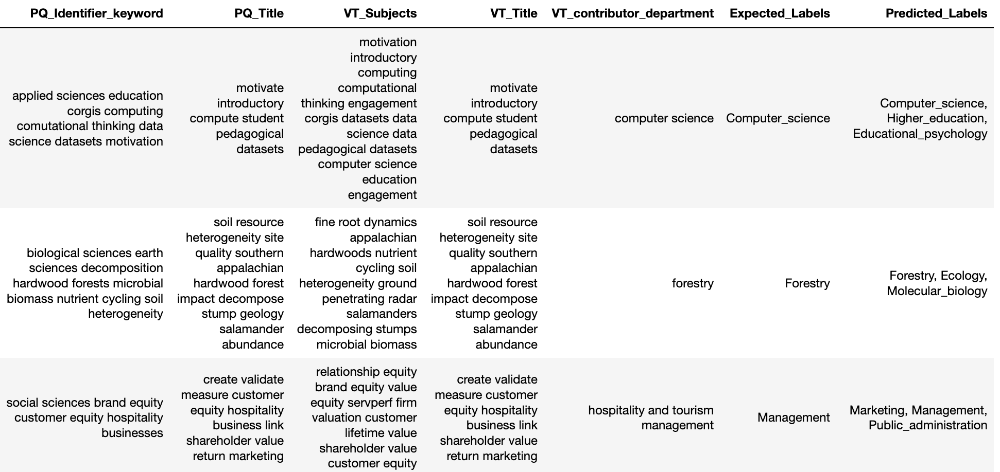 PQ_Identifier_keyword PQ_Title VT_Subjects VT_Title VT_contributor_department Expected_Labels Predicted_Labels
applied sciences education
corgis computing
comutational thinking data
science datasets motivation
motivate
introductory
compute student
pedagogical
datasets
motivation
introductory
computing
computational
thinking engagement
corgis datasets data
science data
pedagogical datasets
computer science
education
engagement
motivate
introductory
compute student
pedagogical
datasets
computer science
Computer_science
Computer_science,
Higher_education,
Educational_psychology
biological sciences earth
sciences decomposition
hardwood forests microbial
biomass nutrient cycling soil
heterogeneity
soil resource
heterogeneity site
quality southern
appalachian
hardwood forest
impact decompose
stump geology
salamander
abundance
fine root dynamics
appalachian
hardwoods nutrient
cycling soil
heterogeneity ground
penetrating radar
salamanders
decomposing stumps
microbial biomass
soil resource
heterogeneity site
quality southern
appalachian
hardwood forest
impact decompose
stump geology
salamander
abundance
forestry
Forestry
Forestry, Ecology,
Molecular_biology
social sciences brand equity
customer equity hospitality
businesses
create validate
measure customer
equity hospitality
business link
shareholder value
return marketing
relationship equity
brand equity value
equity servperf firm
valuation customer
lifetime value
shareholder value
customer equity
create validate
measure customer
equity hospitality
business link
shareholder value
return marketing
hospitality and tourism
management
Management
Marketing, Management,
Public_administration